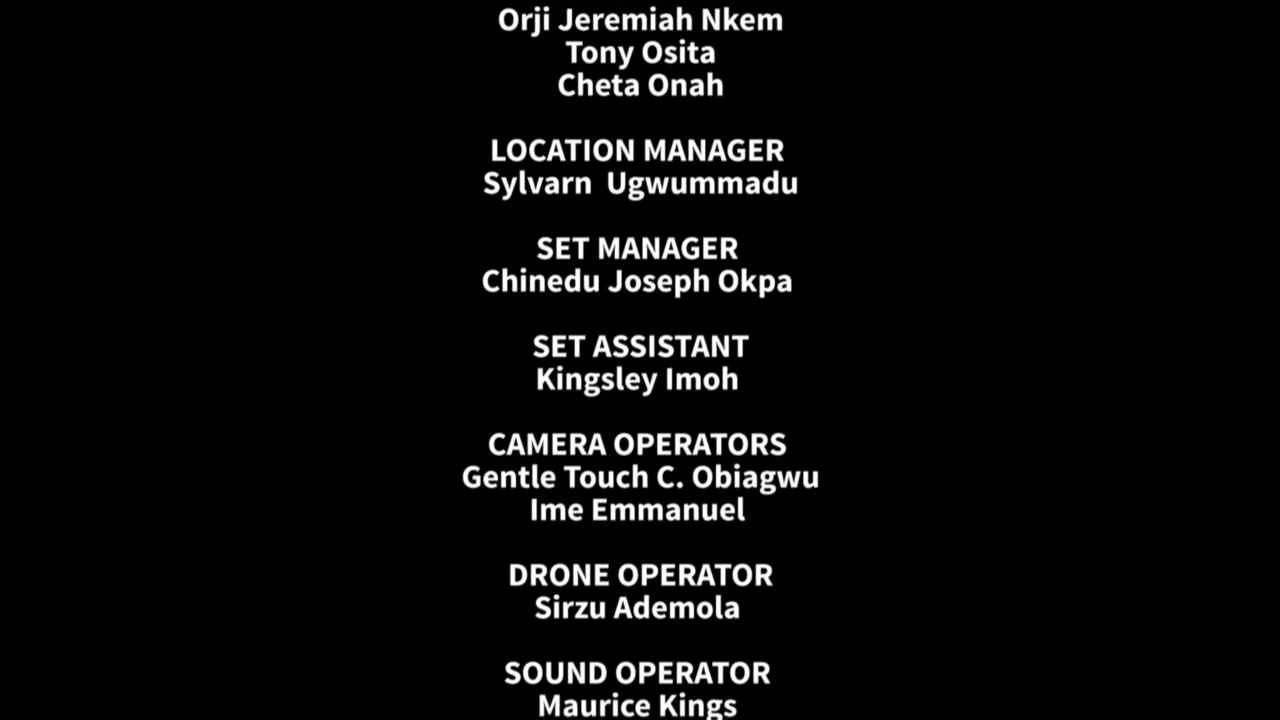 Orji Jeremiah Nkem
Tony Osita
Cheta Onah
LOCATION MANAGER
Sylvarn  Ugwummadu
SET MANAGER
Chinedu Joseph Okpa
SET ASSISTANT
Kingsley Imoh
CAMERA OPERATORS
Gentle Touch C. Obiagwu
Ime Emmanuel
DRONE OPERATOR
Sirzu Ademola
SOUND OPERATOR
Maurice Kings